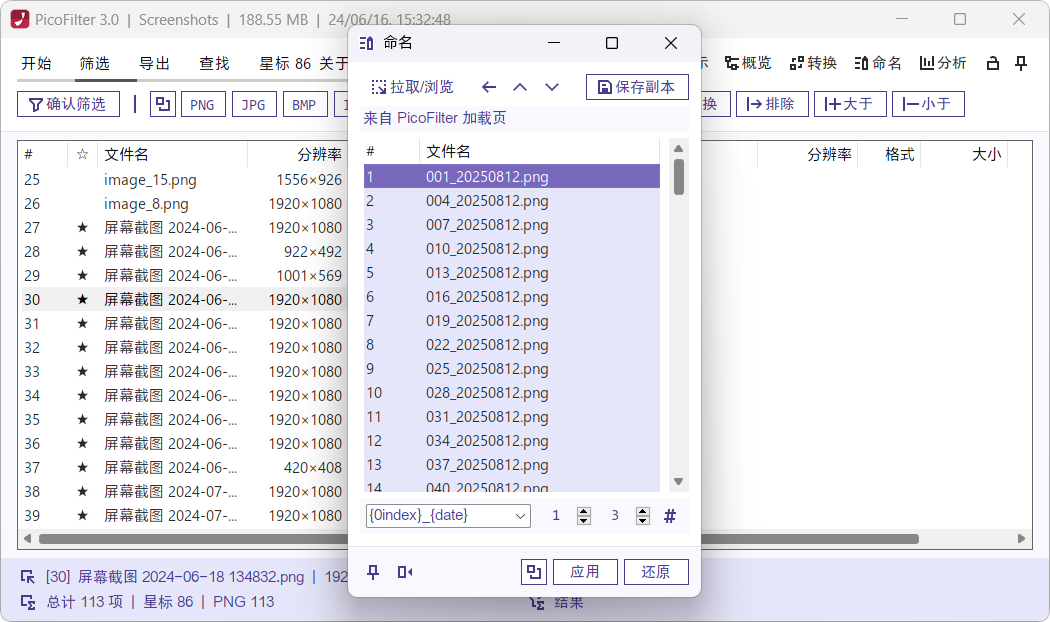 PicoFilter 3.0 | Screenshots | 188.55 MB | 24/06/16, 15:32:48
开始 筛选 导出 查找 星标 86 关于 示 概览 转换 命名 分析
确认筛选 PNG JPG BMP 换 排除 大于 小于
# ☆ 文件名 分辨率 分辨率 格式 大小
25 image_15.png 1556×926
26 image_8.png 1920×1080
27 ★ 屏幕截图 2024-06-... 1920×1080
28 ★ 屏幕截图 2024-06-... 922×492
29 ★ 屏幕截图 2024-06-... 1001×569
30 ★ 屏幕截图 2024-06-... 1920×1080
31 ★ 屏幕截图 2024-06-... 1920×1080
32 ★ 屏幕截图 2024-06-... 1920×1080
33 ★ 屏幕截图 2024-06-... 1920×1080
34 ★ 屏幕截图 2024-06-... 1920×1080
35 ★ 屏幕截图 2024-06-... 1920×1080
36 ★ 屏幕截图 2024-06-... 1920×1080
37 ★ 屏幕截图 2024-06-... 420×408
38 ★ 屏幕截图 2024-07-... 1920×1080
39 ★ 屏幕截图 2024-07-... 1920×1080
[30] 屏幕截图 2024-06-18 134832.png | 192
总计 113 项 | 星标 86 | PNG 113 结果
命名
拉取/浏览 保存副本
来自 PicoFilter 加载页
# 文件名
1 001_20250812.png
2 004_20250812.png
3 007_20250812.png
4 010_20250812.png
5 013_20250812.png
6 016_20250812.png
7 019_20250812.png
8 022_20250812.png
9 025_20250812.png
10 028_20250812.png
11 031_20250812.png
12 034_20250812.png
13 037_20250812.png
14 040_20250812.png
{0index}_{date} 1 3 #
应用 还原